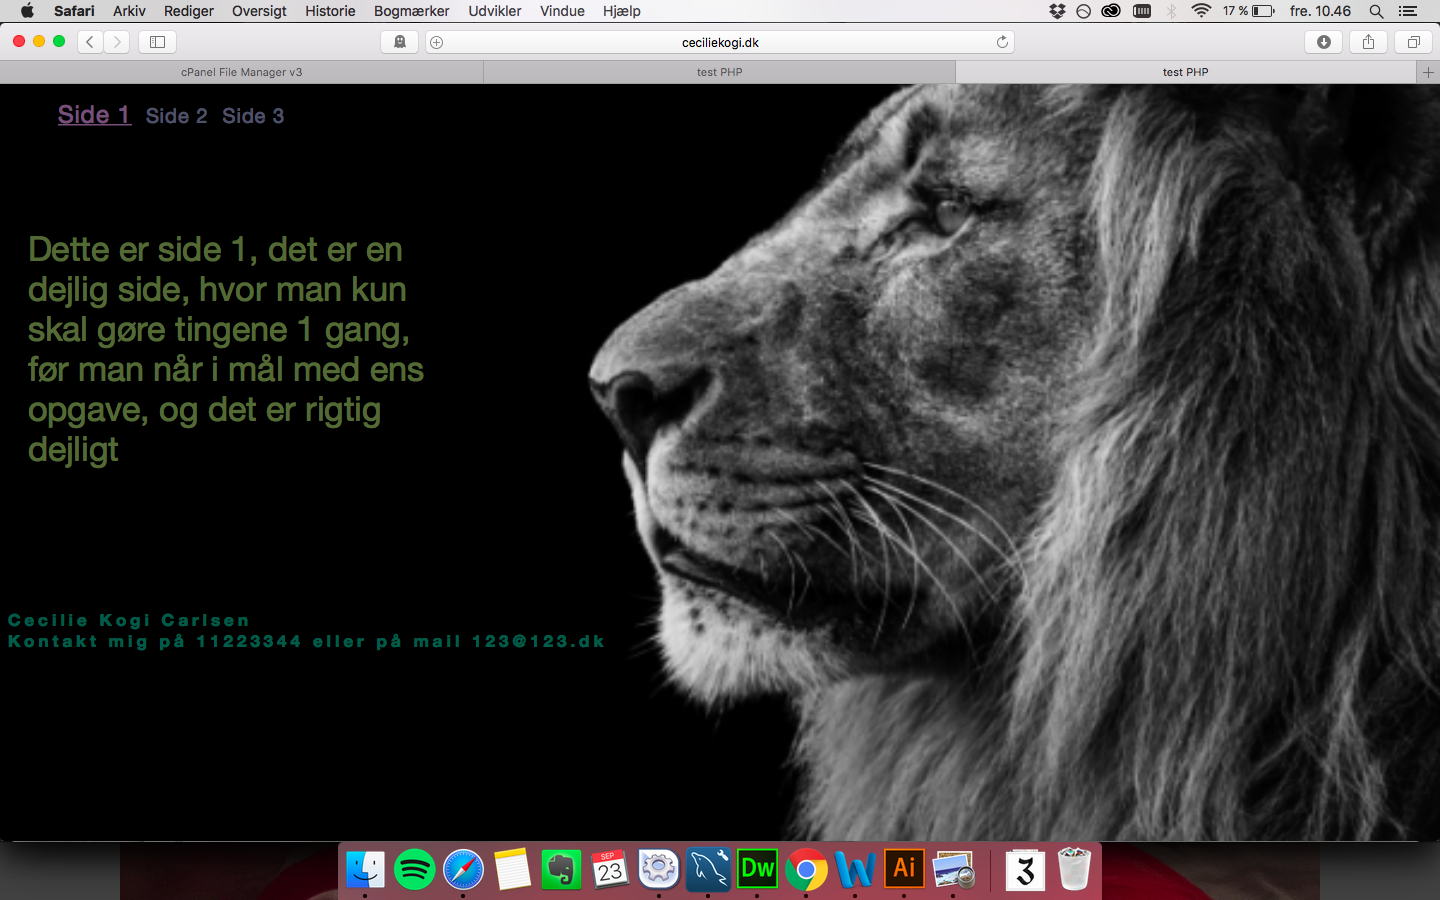 Safari Arkiv Rediger Oversigt Historie Bogmærker Udvikler Vindue Hjælp 17 % fre. 10.46
ceciliekogi.dk
cPanel File Manager v3 test PHP test PHP
Side 1 Side 2 Side 3
Dette er side 1, det er en
dejlig side, hvor man kun
skal gøre tingene 1 gang,
før man når i mål med ens
opgave, og det er rigtig
dejligt
Cecilie Kogi Carlsen
Kontakt mig på 11223344 eller på mail 123@123.dk
SEP
23
Dw
Ai